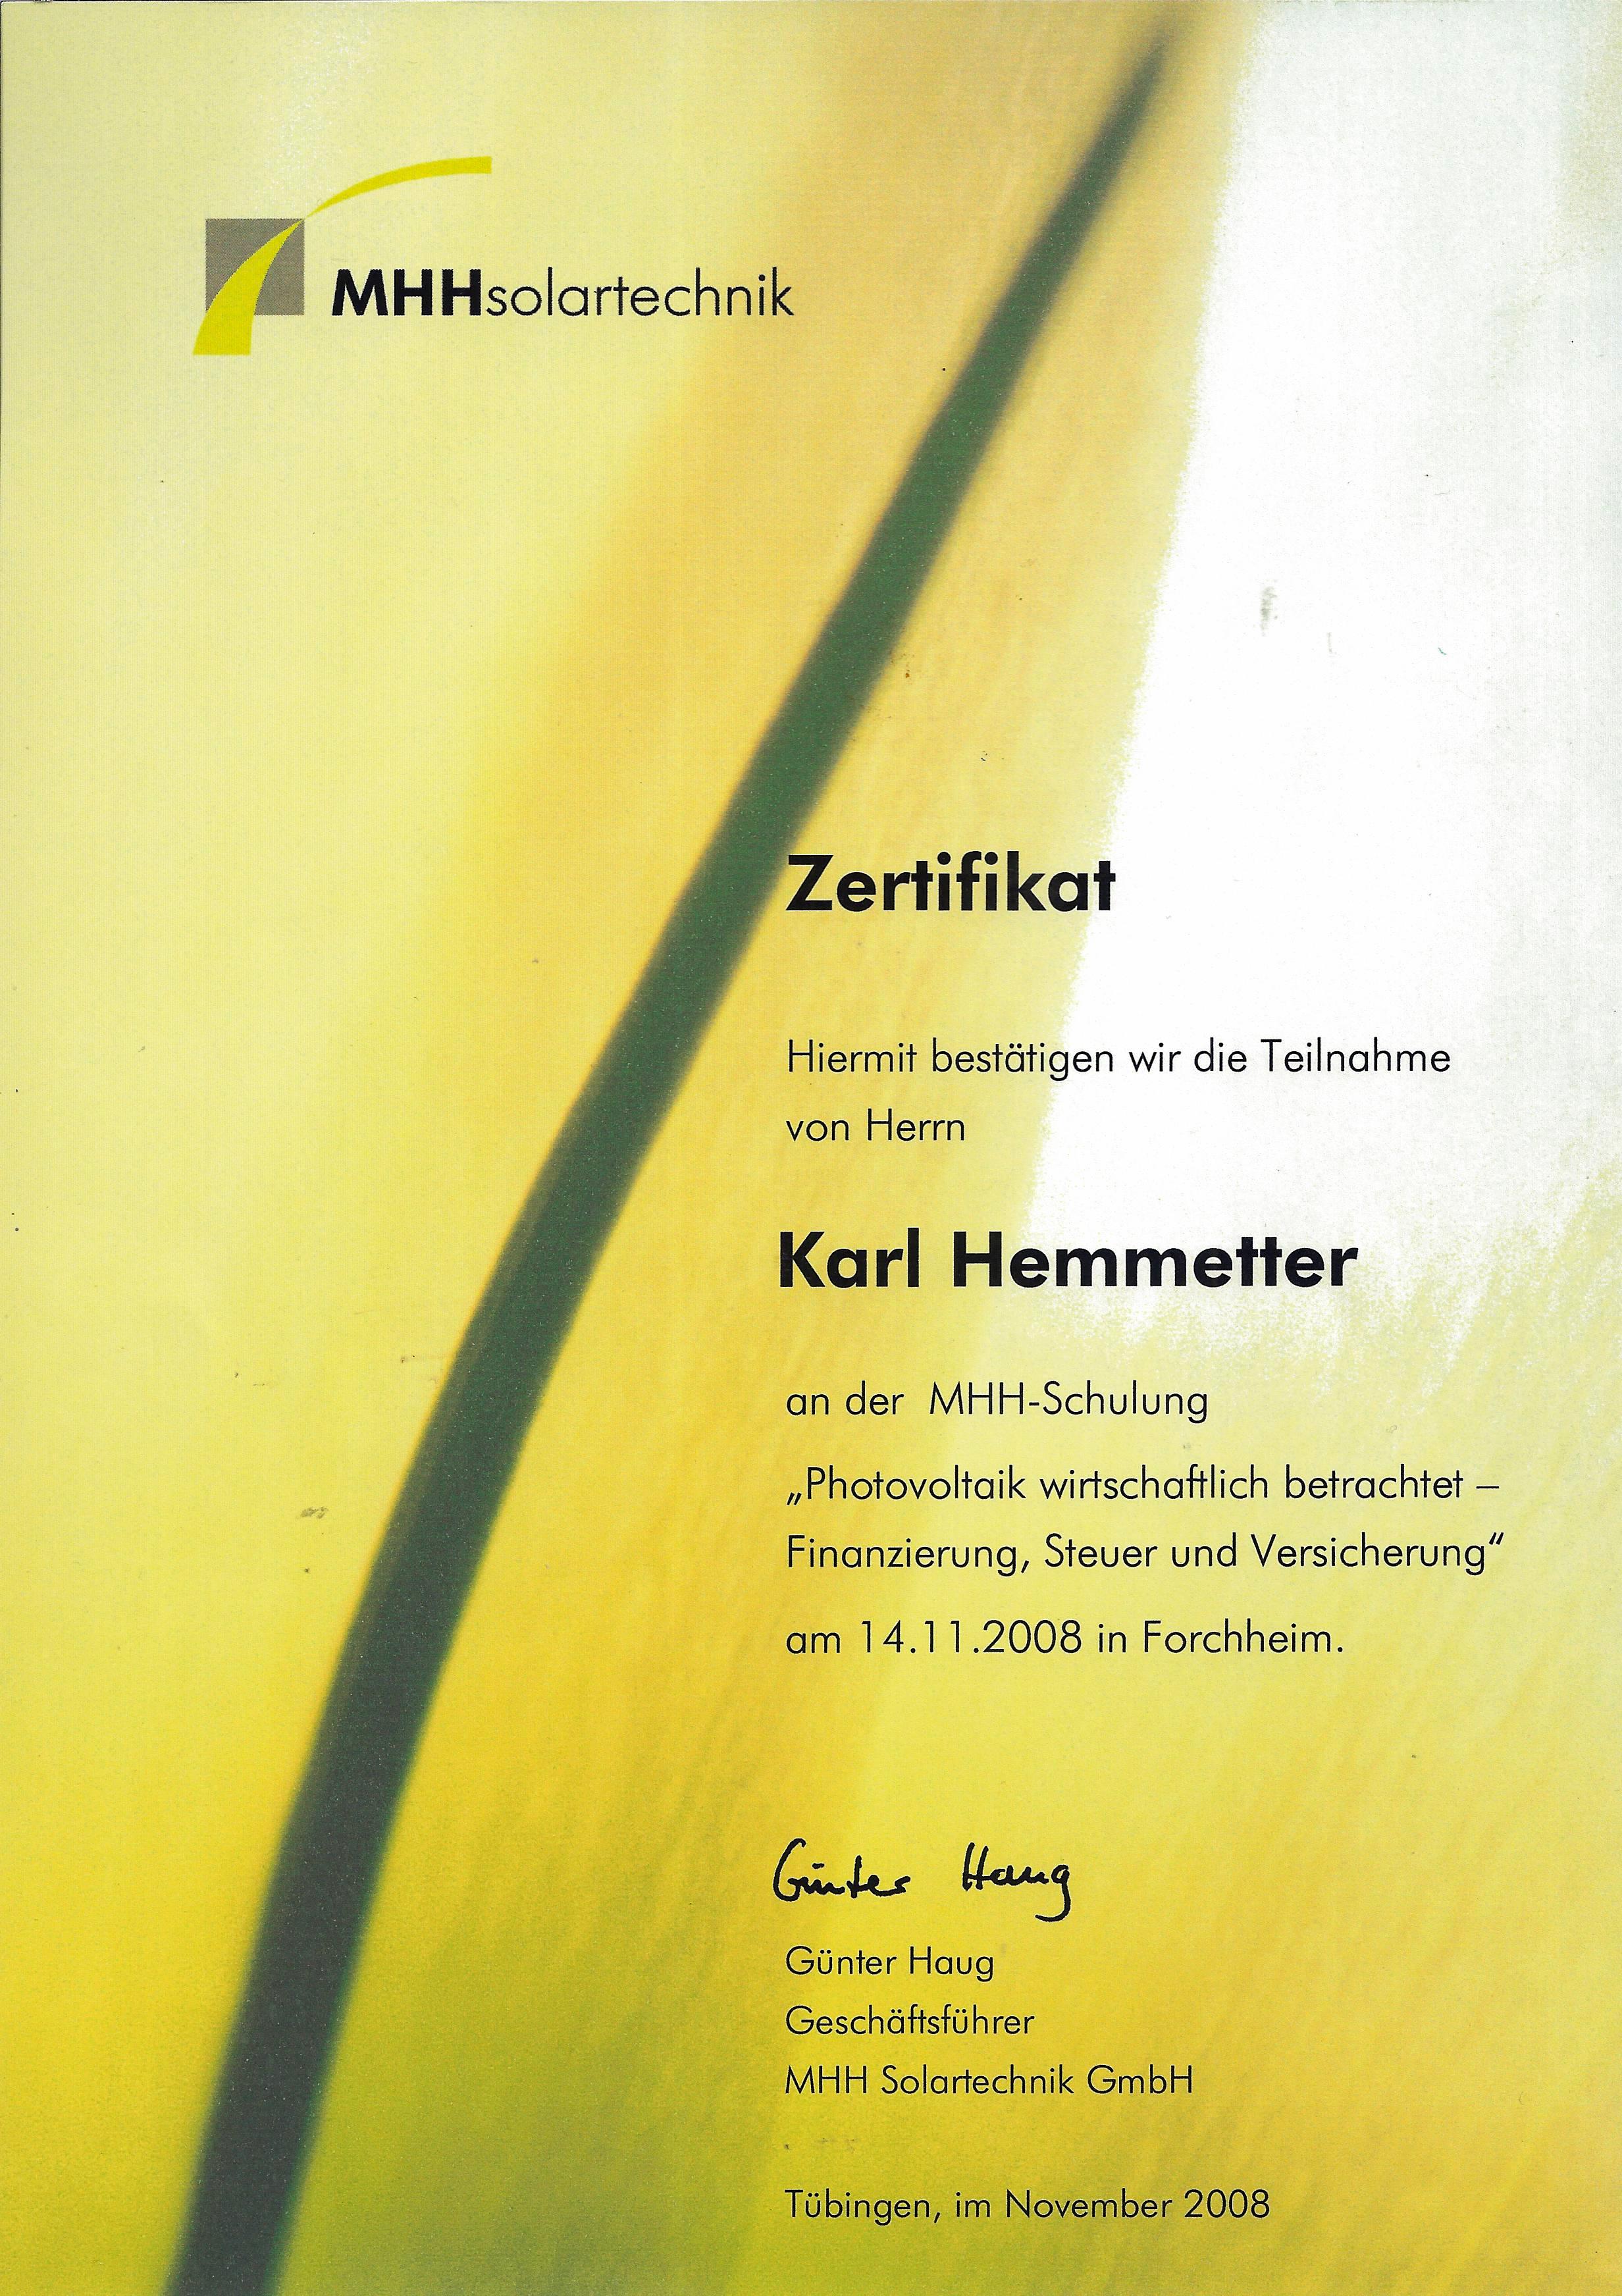 MHHsolartechnik
Zertifikat
Hiermit bestätigen wir die Teilnahme
von Herrn
Karl Hemmetter
an der MHH-Schulung
„Photovoltaik wirtschaftlich betrachtet –
Finanzierung, Steuer und Versicherung“
am 14.11.2008 in Forchheim.
Günter Haug
Günter Haug
Geschäftsführer
MHH Solartechnik GmbH
Tübingen, im November 2008